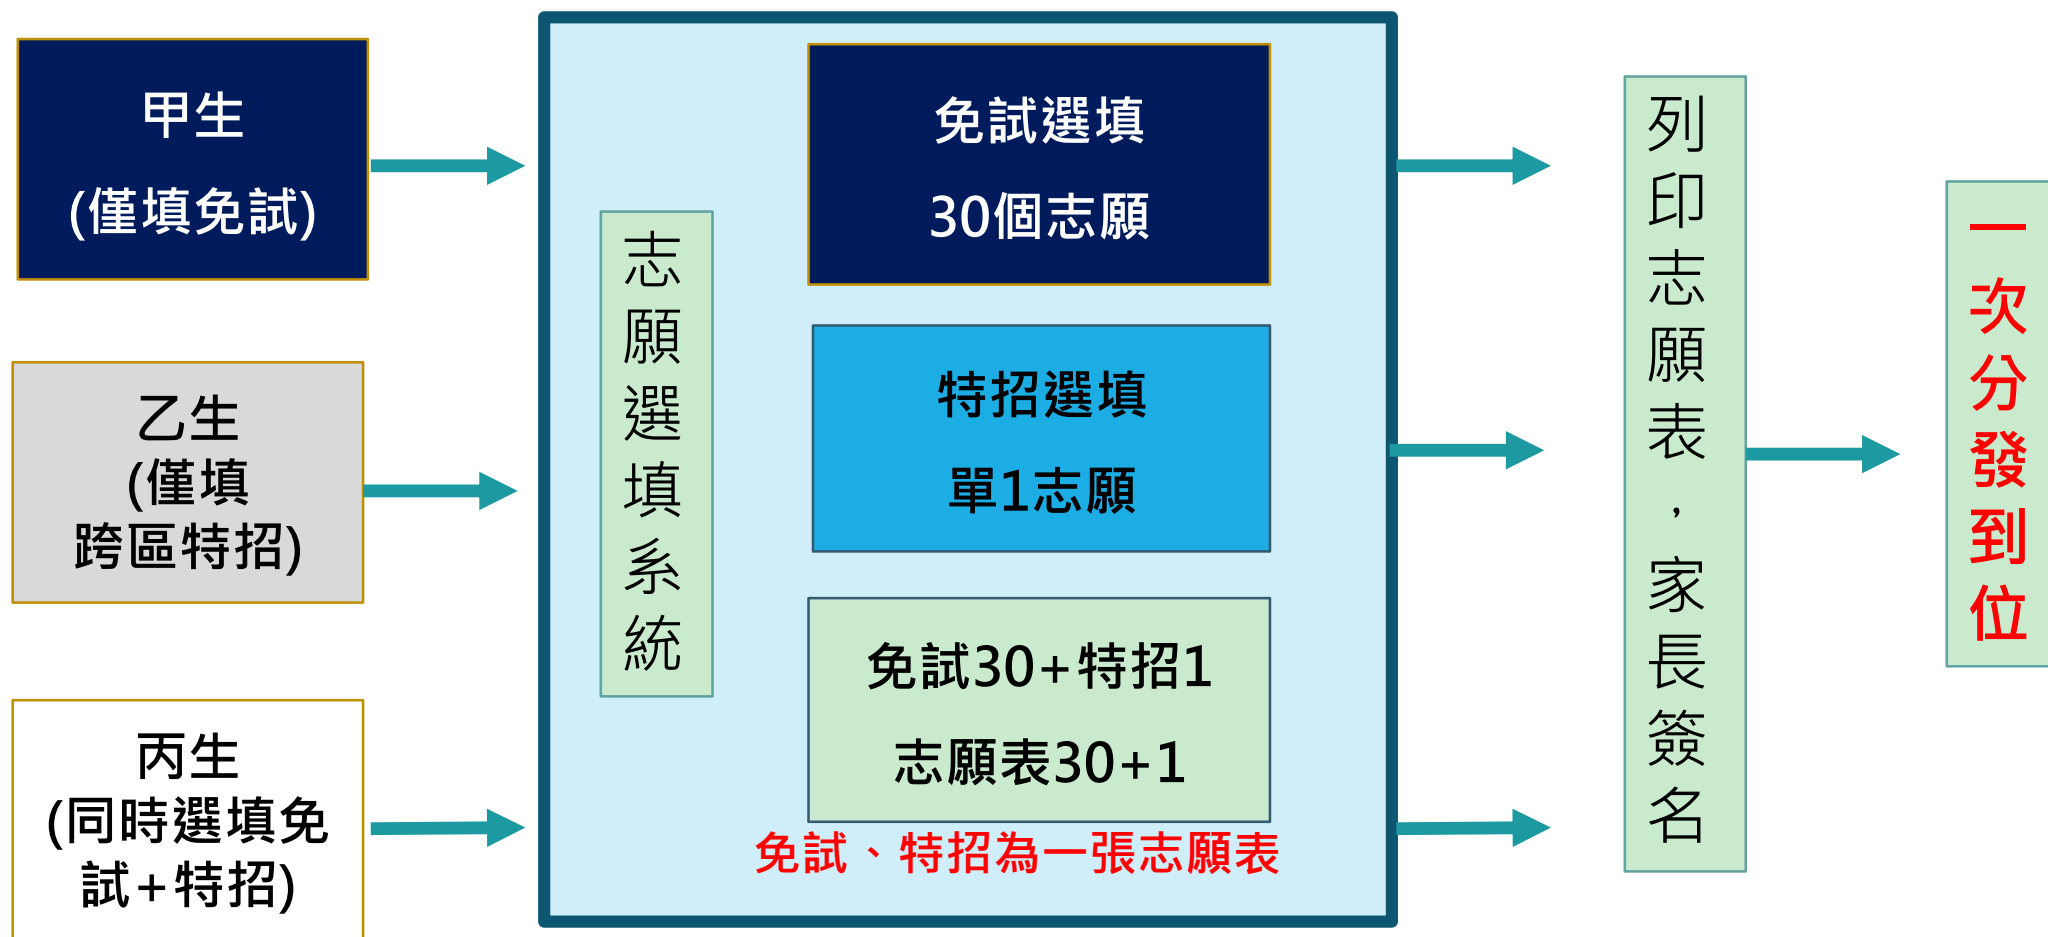 甲生
(僅填免試)
乙生
(僅填
跨區特招)
丙生
(同時選填免
試+特招)
志願選填系統
免試選填
30個志願
特招選填
單1志願
免試30+特招1
志願表30+1
免試、特招為一張志願表
列印志願表，家長簽名
一次分發到位